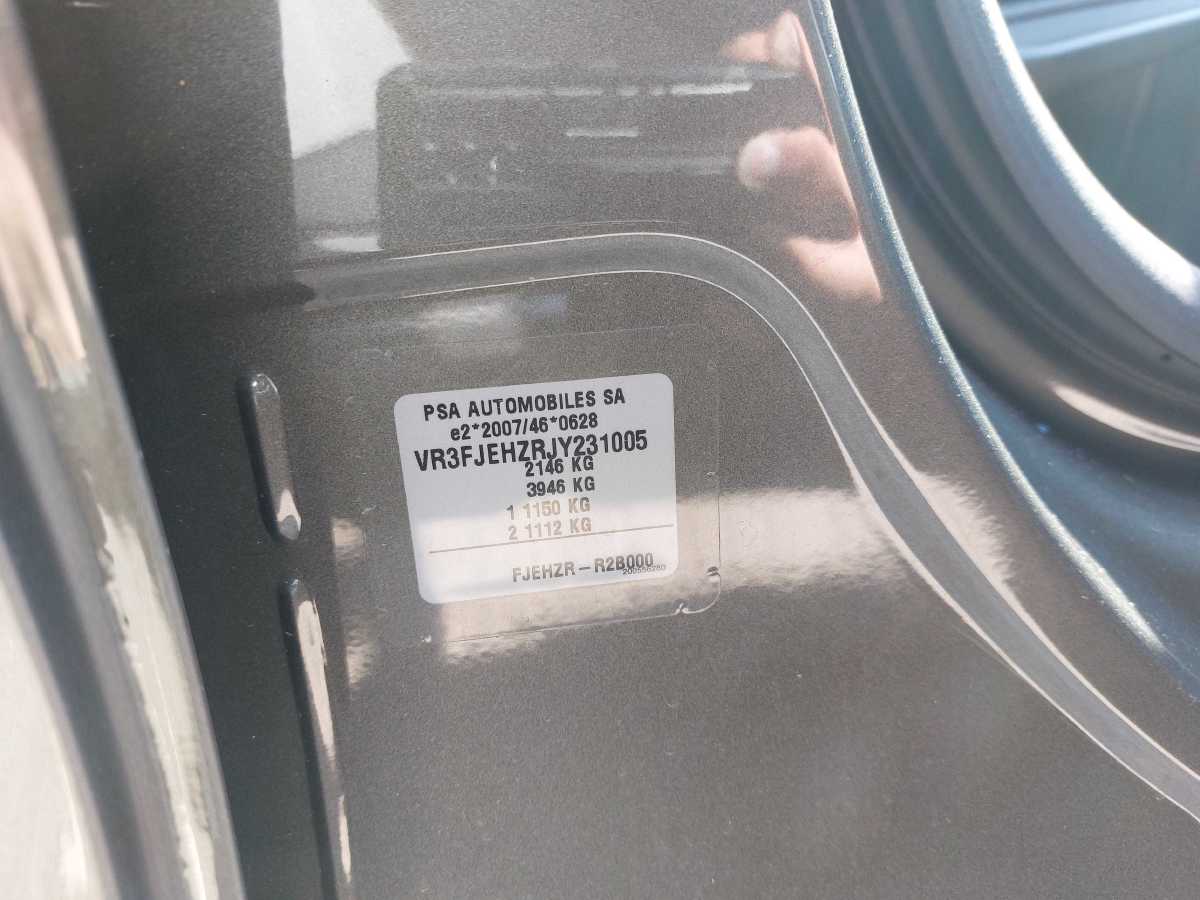 PSA AUTOMOBILES SA
e2*2007/46*0628
VR3FJEHZRJY231005
2146 KG
3946 KG
1 1150 KG
2 1112 KG
FJEHZR-R2B000